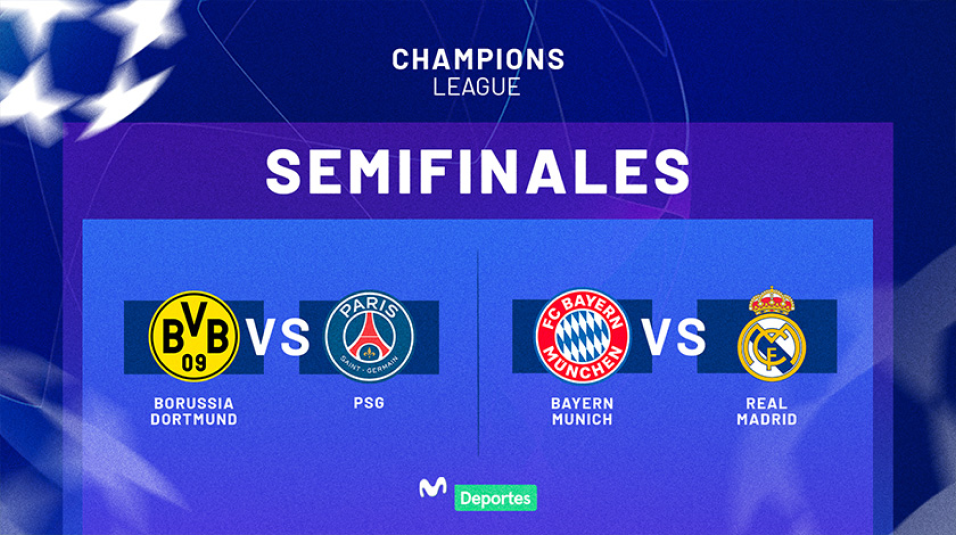 CHAMPIONS
LEAGUE
SEMIFINALES
BVB
09
VS
PARIS
SAINT-GERMAIN
FC BAYERN
MÜNCHEN
VS
BORUSSIA
DORTMUND
PSG
BAYERN
MUNICH
REAL
MADRID
Deportes